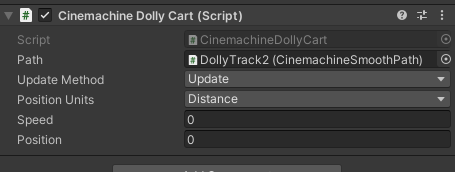 # Cinemachine Dolly Cart (Script)
Script # CinemachineDollyCart
Path # DollyTrack2 (CinemachineSmoothPath)
Update Method Update
Position Units Distance
Speed 0
Position 0